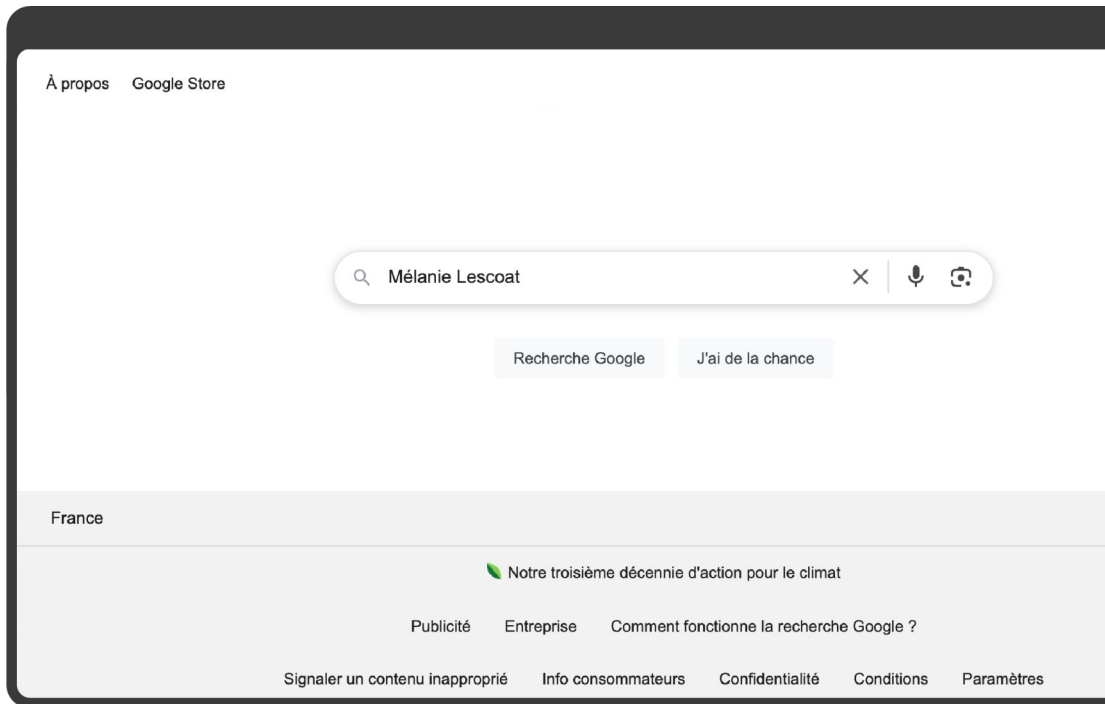 À propos Google Store
Mélanie Lescoat
Recherche Google J'ai de la chance
France
Notre troisième décennie d'action pour le climat
Publicité Entreprise Comment fonctionne la recherche Google ?
Signaler un contenu inapproprié Info consommateurs Confidentialité Conditions Paramètres